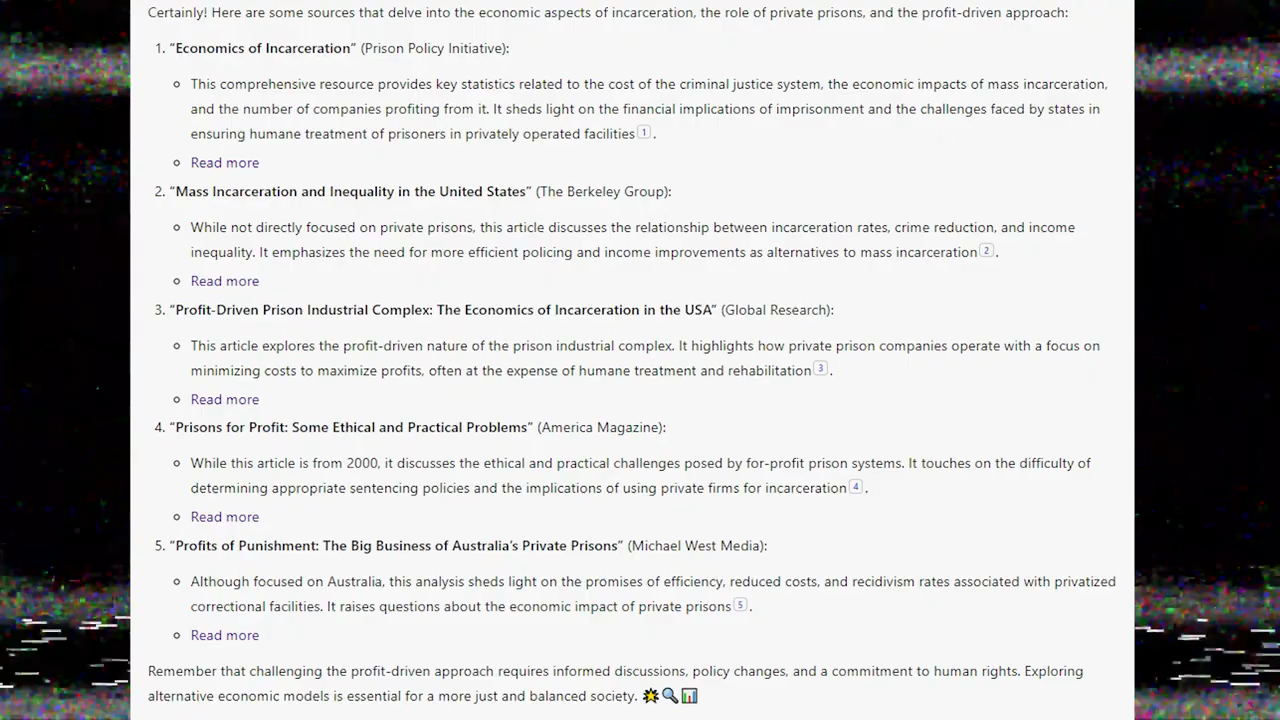 Certainly! Here are some sources that delve into the economic aspects of incarceration, the role of private prisons, and the profit-driven approach:
1. “Economics of Incarceration” (Prison Policy Initiative):
This comprehensive resource provides key statistics related to the cost of the criminal justice system, the economic impacts of mass incarceration,
and the number of companies profiting from it. It sheds light on the financial implications of imprisonment and the challenges faced by states in
ensuring humane treatment of prisoners in privately operated facilities 1 .
Read more
2. “Mass Incarceration and Inequality in the United States” (The Berkeley Group):
While not directly focused on private prisons, this article discusses the relationship between incarceration rates, crime reduction, and income
inequality. It emphasizes the need for more efficient policing and income improvements as alternatives to mass incarceration 2 .
Read more
3. “Profit-Driven Prison Industrial Complex: The Economics of Incarceration in the USA” (Global Research):
This article explores the profit-driven nature of the prison industrial complex. It highlights how private prison companies operate with a focus on
minimizing costs to maximize profits, often at the expense of humane treatment and rehabilitation 3 .
Read more
4. “Prisons for Profit: Some Ethical and Practical Problems” (America Magazine):
While this article is from 2000, it discusses the ethical and practical challenges posed by for-profit prison systems. It touches on the difficulty of
determining appropriate sentencing policies and the implications of using private firms for incarceration 4 .
Read more
5. “Profits of Punishment: The Big Business of Australia’s Private Prisons” (Michael West Media):
Although focused on Australia, this analysis sheds light on the promises of efficiency, reduced costs, and recidivism rates associated with privatized
correctional facilities. It raises questions about the economic impact of private prisons 5 .
Read more
Remember that challenging the profit-driven approach requires informed discussions, policy changes, and a commitment to human rights. Exploring
alternative economic models is essential for a more just and balanced society.